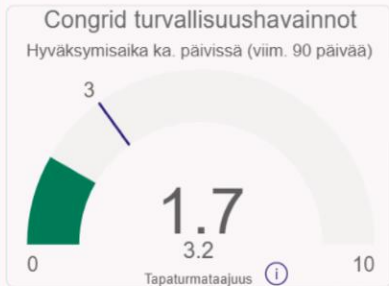 Congrid turvallisuushavainnot
Hyväksymisaika ka. päivissä (viim. 90 päivää)
3
1.7
3.2
0
10
Tapaturmataajuus i